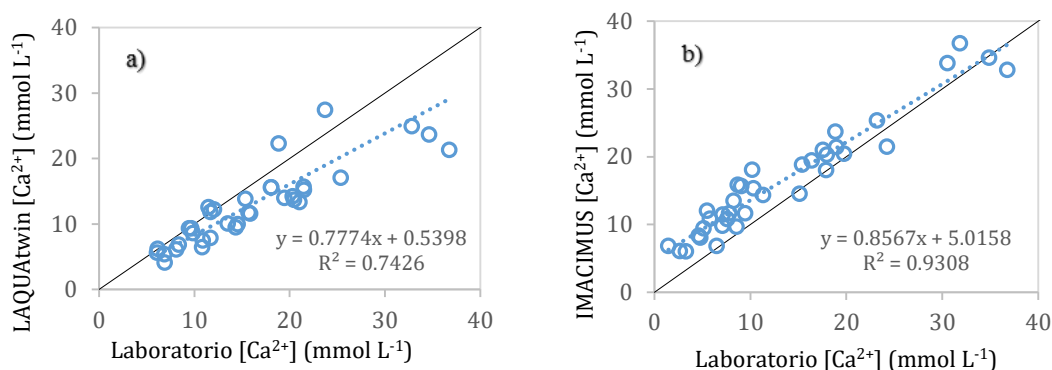 a)
LAQUAtwin [Ca²⁺] (mmol L⁻¹)
40
30
20
10
0
y = 0.7774x + 0.5398
R² = 0.7426
0 10 20 30 40
Laboratorio [Ca²⁺] (mmol L⁻¹)
b)
IMACIMUS [Ca²⁺] (mmol L⁻¹)
40
30
20
10
0
y = 0.8567x + 5.0158
R² = 0.9308
0 10 20 30 40
Laboratorio [Ca²⁺] (mmol L⁻¹)